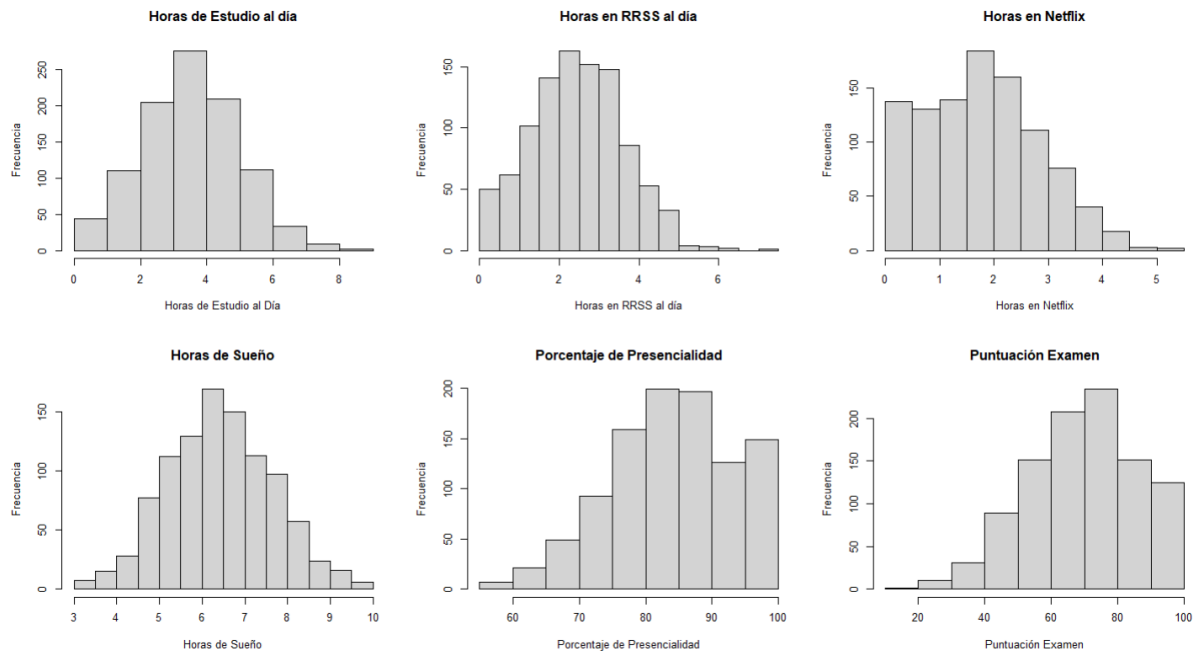 Horas de Estudio al día
Frecuencia
0 50 100 150 200 250
0 2 4 6 8
Horas de Estudio al Día
Horas en RRSS al día
Frecuencia
0 50 100 150
0 2 4 6
Horas en RRSS al día
Horas en Netflix
Frecuencia
0 50 100 150
0 1 2 3 4 5
Horas en Netflix
Horas de Sueño
Frecuencia
0 50 100 150
3 4 5 6 7 8 9 10
Horas de Sueño
Porcentaje de Presencialidad
Frecuencia
0 50 100 150 200
60 70 80 90 100
Porcentaje de Presencialidad
Puntuación Examen
Frecuencia
0 50 100 150 200
20 40 60 80 100
Puntuación Examen